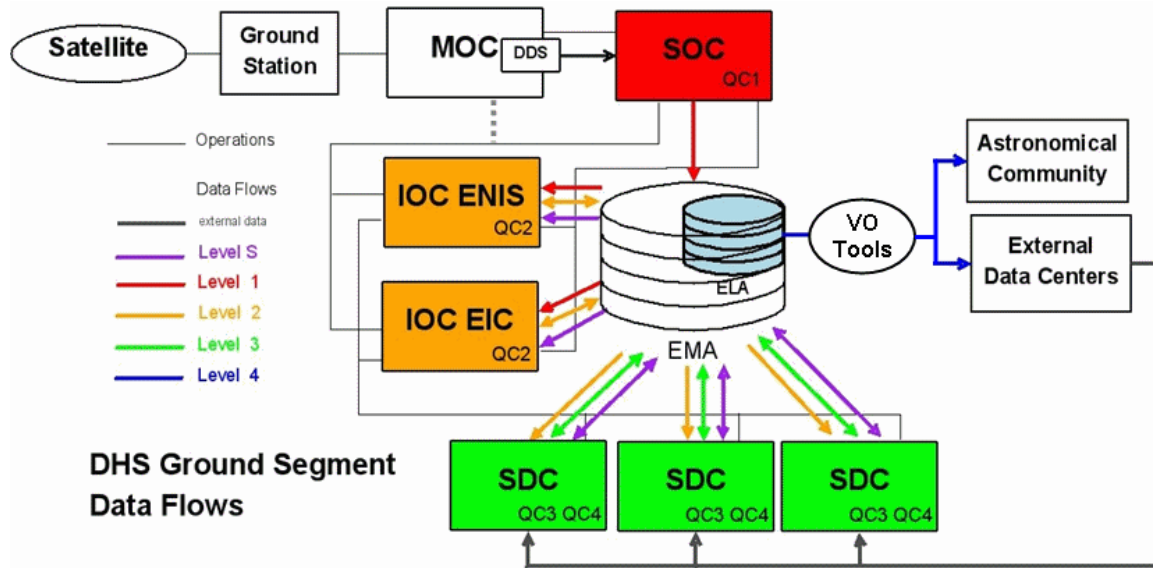 Satellite
Ground
Station
MOC
DDS
SOC
QC1
Operations
Data Flows
external data
Level S
Level 1
Level 2
Level 3
Level 4
IOC ENIS
QC2
IOC EIC
QC2
ELA
EMA
VO
Tools
Astronomical
Community
External
Data Centers
DHS Ground Segment
Data Flows
SDC
QC3 QC4
SDC
QC3 QC4
SDC
QC3 QC4